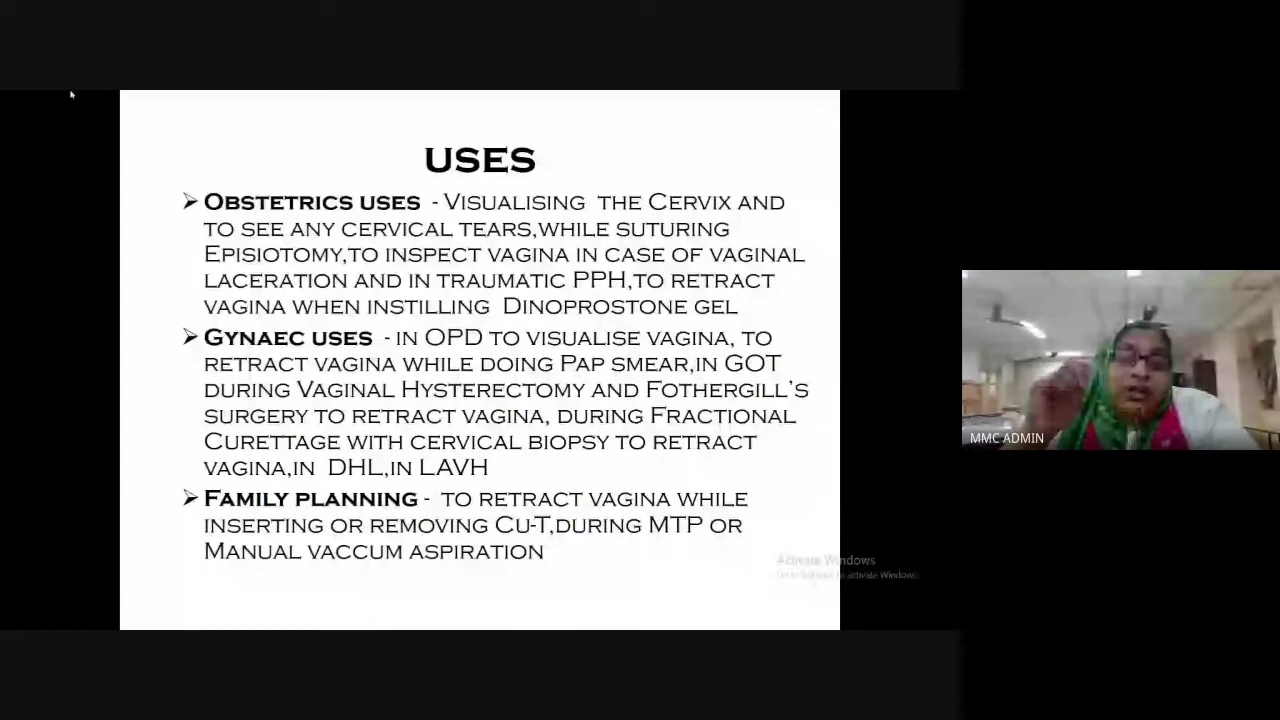 USES
➢ OBSTETRICS USES - VISUALISING THE CERVIX AND
TO SEE ANY CERVICAL TEARS,WHILE SUTURING
EPISIOTOMY,TO INSPECT VAGINA IN CASE OF VAGINAL
LACERATION AND IN TRAUMATIC PPH,TO RETRACT
VAGINA WHEN INSTILLING DINOPROSTONE GEL
➢ GYNAEC USES - IN OPD TO VISUALISE VAGINA, TO
RETRACT VAGINA WHILE DOING PAP SMEAR,IN GOT
DURING VAGINAL HYSTERECTOMY AND FOTHERGILL'S
SURGERY TO RETRACT VAGINA, DURING FRACTIONAL
CURETTAGE WITH CERVICAL BIOPSY TO RETRACT
VAGINA,IN DHL,IN LAVH
➢ FAMILY PLANNING - TO RETRACT VAGINA WHILE
INSERTING OR REMOVING CU-T,DURING MTP OR
MANUAL VACCUM ASPIRATION
Activate Windows
to activate Windows.
MMC ADMIN